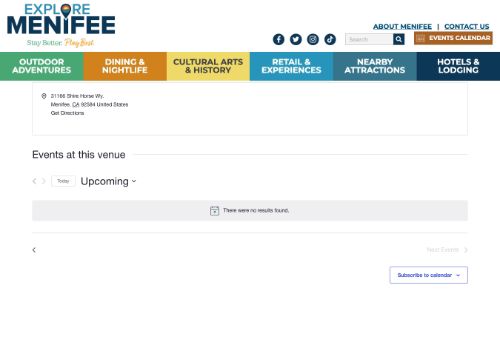 EXPLORE
MENIFEE
Stay Better. Play Best.
ABOUT MENIFEE | CONTACT US
Search
EVENTS CALENDAR
OUTDOOR ADVENTURES
DINING & NIGHTLIFE
CULTURAL ARTS & HISTORY
RETAIL & EXPERIENCES
NEARBY ATTRACTIONS
HOTELS & LODGING
31166 Shire Horse Wy.
Menifee, CA 92584 United States
Get Directions
Events at this venue
Today
Upcoming
There were no results found.
Next Events
Subscribe to calendar